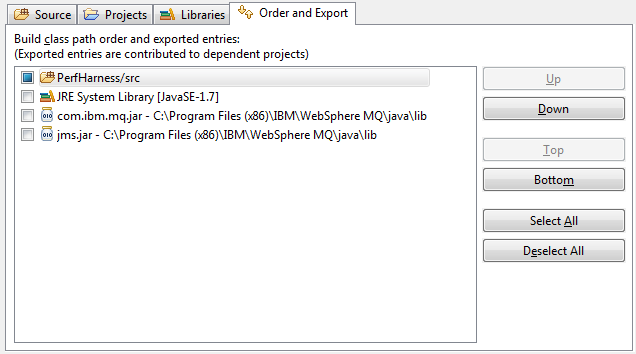 Source Projects Libraries Order and Export
Build class path order and exported entries:
(Exported entries are contributed to dependent projects)
PerfHarness/src
JRE System Library [JavaSE-1.7]
com.ibm.mq.jar - C:\Program Files (x86)\IBM\WebSphere MQ\java\lib
jms.jar - C:\Program Files (x86)\IBM\WebSphere MQ\java\lib
Up
Down
Top
Bottom
Select All
Deselect All